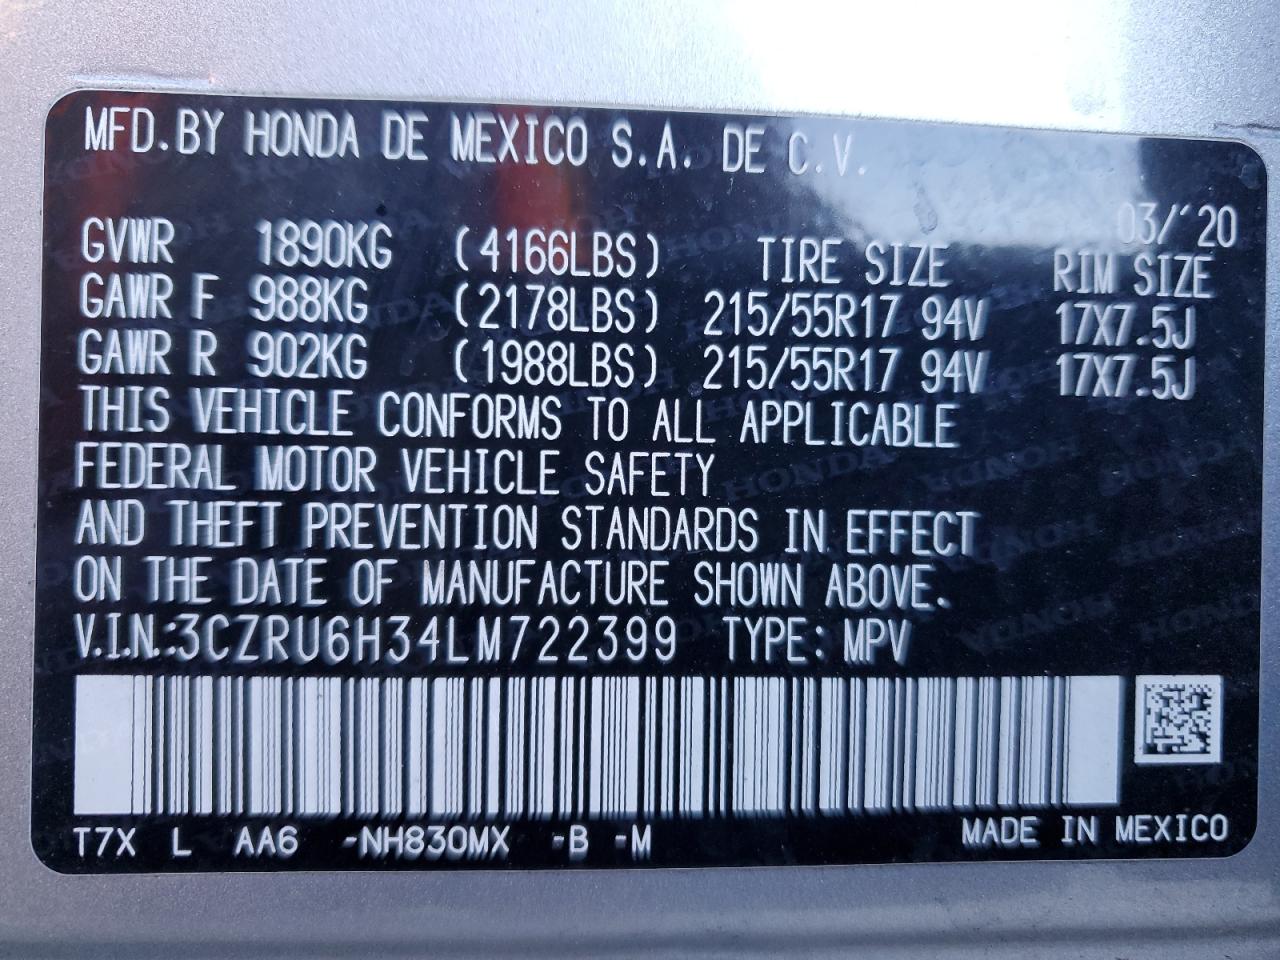 MFD.BY HONDA DE MEXICO S.A. DE C.V.
03/'20
GVWR 1890KG (4166LBS) TIRE SIZE RIM SIZE
GAWR F 988KG (2178LBS) 215/55R17 94V 17X7.5J
GAWR R 902KG (1988LBS) 215/55R17 94V 17X7.5J
THIS VEHICLE CONFORMS TO ALL APPLICABLE
FEDERAL MOTOR VEHICLE SAFETY
AND THEFT PREVENTION STANDARDS IN EFFECT
ON THE DATE OF MANUFACTURE SHOWN ABOVE.
V.I.N.:3CZRU6H34LM722399 TYPE: MPV
T7X L AA6 -NH830MX -B -M MADE IN MEXICO